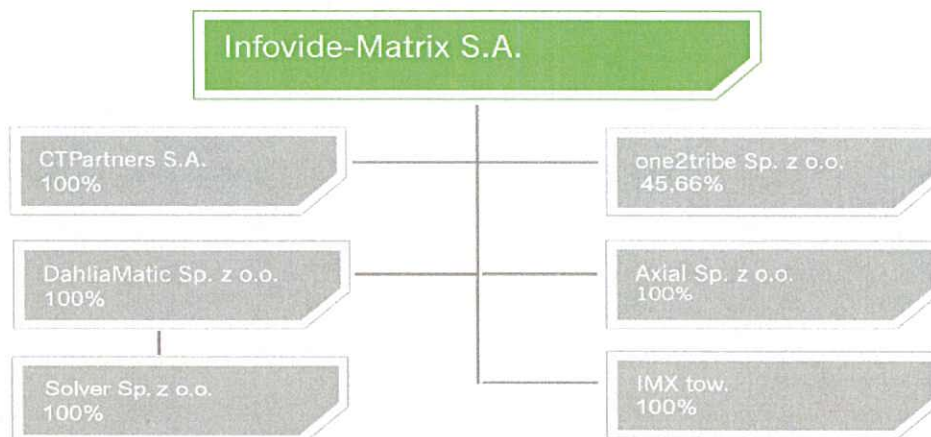 Infovide-Matrix S.A.
CTPartners S.A.
100%
one2tribe Sp. z o.o.
45,66%
DahliaMatic Sp. z o.o.
100%
Axial Sp. z o.o.
100%
Solver Sp. z o.o.
100%
IMX tow.
100%